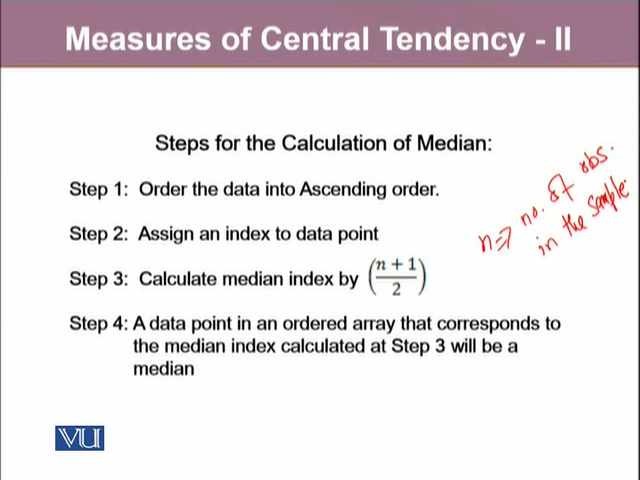 Measures of Central Tendency - II
Steps for the Calculation of Median:
Step 1: Order the data into Ascending order.
Step 2: Assign an index to data point
Step 3: Calculate median index by (n + 1 / 2)
Step 4: A data point in an ordered array that corresponds to
the median index calculated at Step 3 will be a
median
n ⇒ no. of obs.
in the sample.
VU